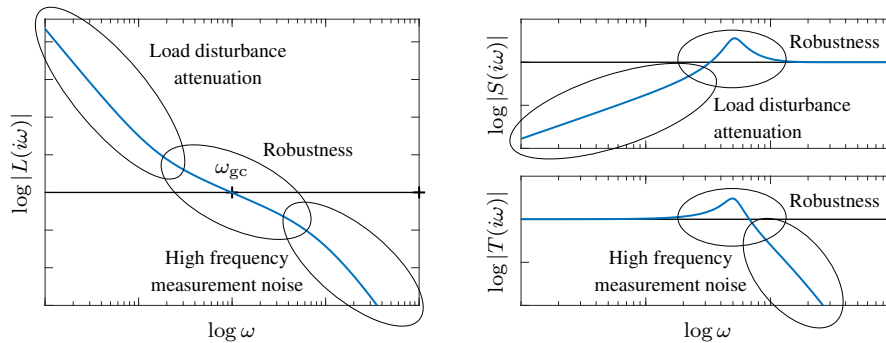 log |L(iω)|
Load disturbance
attenuation
Robustness
ω_gc
High frequency
measurement noise
log ω
log |S(iω)|
Robustness
Load disturbance
attenuation
log |T(iω)|
Robustness
High frequency
measurement noise
log ω